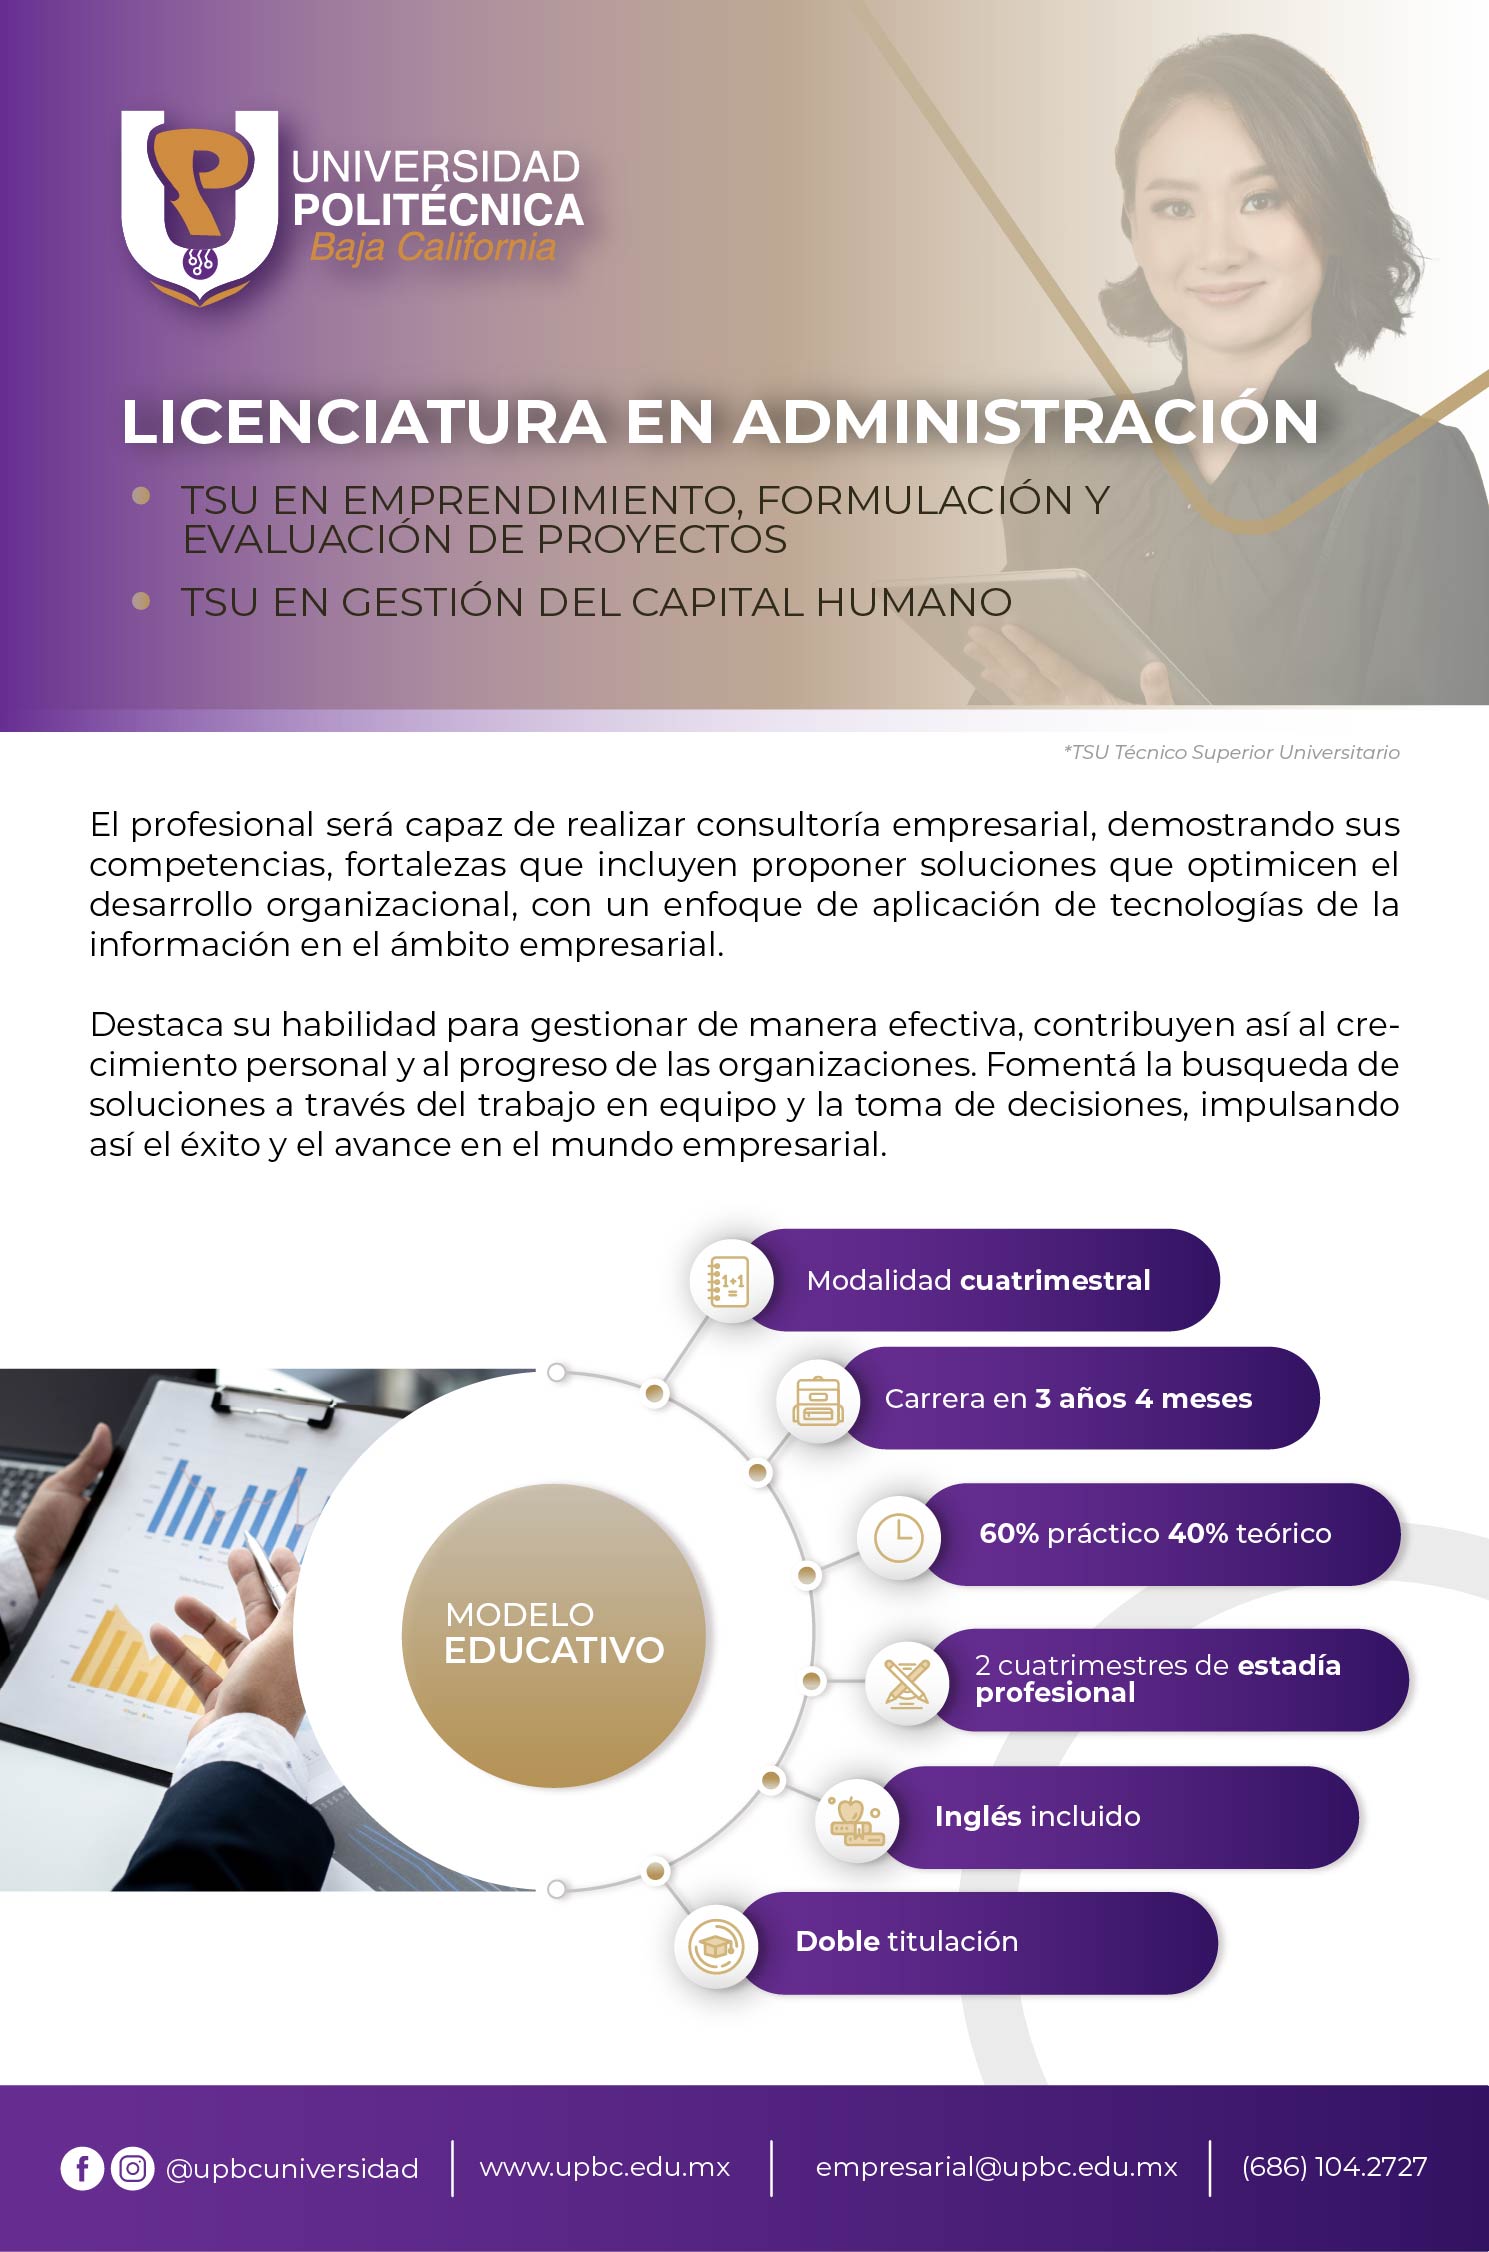 UNIVERSIDAD
POLITÉCNICA
Baja California
LICENCIATURA EN ADMINISTRACIÓN
TSU EN EMPRENDIMIENTO, FORMULACIÓN Y
EVALUACIÓN DE PROYECTOS
TSU EN GESTIÓN DEL CAPITAL HUMANO
*TSU Técnico Superior Universitario
El profesional será capaz de realizar consultoría empresarial, demostrando sus
competencias, fortalezas que incluyen proponer soluciones que optimicen el
desarrollo organizacional, con un enfoque de aplicación de tecnologías de la
información en el ámbito empresarial.
Destaca su habilidad para gestionar de manera efectiva, contribuyen así al cre-
cimiento personal y al progreso de las organizaciones. Fomentá la busqueda de
soluciones a través del trabajo en equipo y la toma de decisiones, impulsando
así el éxito y el avance en el mundo empresarial.
1+1
=
Modalidad cuatrimestral
Carrera en 3 años 4 meses
60% práctico 40% teórico
MODELO
EDUCATIVO
2 cuatrimestres de estadía
profesional
Inglés incluido
Doble titulación
@upbcuniversidad
www.upbc.edu.mx
empresarial@upbc.edu.mx
(686) 104.2727